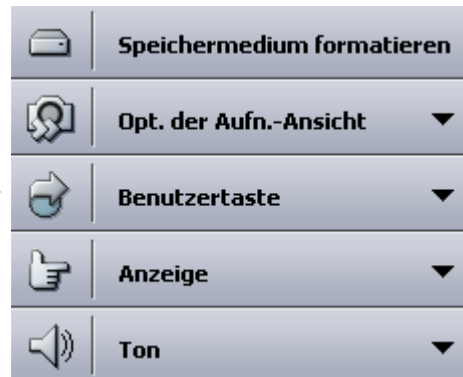 Speichermedium formatieren
Opt. der Aufn.-Ansicht
Benutzertaste
Anzeige
Ton